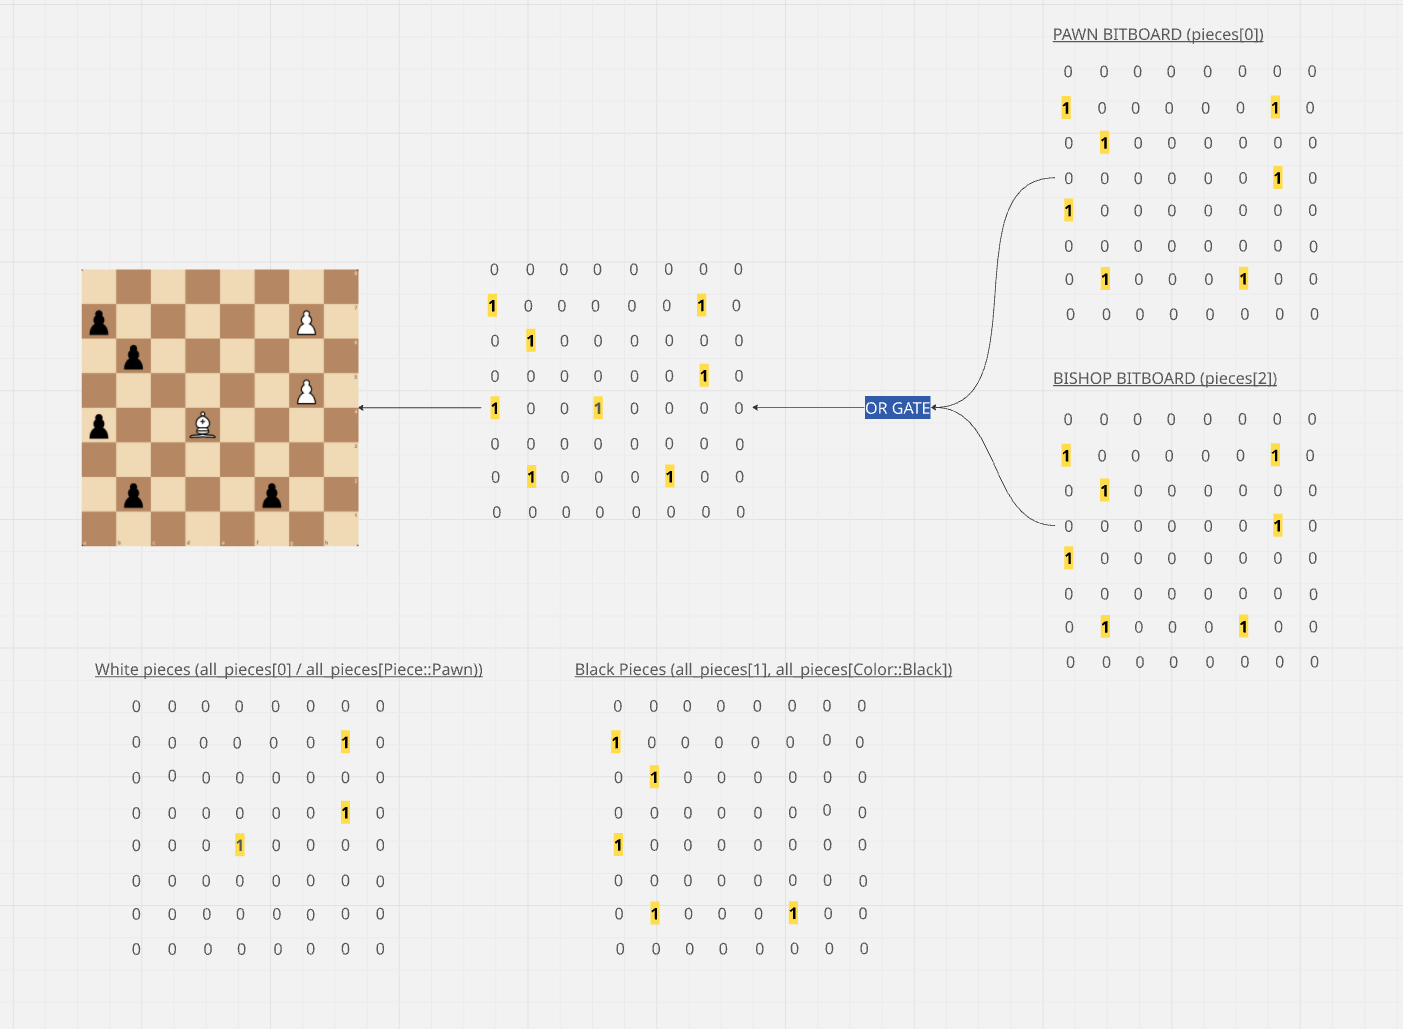 PAWN BITBOARD (pieces[0])
0 0 0 0 0 0 0 0
1 0 0 0 0 0 1 0
0 1 0 0 0 0 0 0
0 0 0 0 0 0 1 0
1 0 0 0 0 0 0 0
0 0 0 0 0 0 0 0
0 1 0 0 0 1 0 0
0 0 0 0 0 0 0 0
0 0 0 0 0 0 0 0
1 0 0 0 0 0 1 0
0 1 0 0 0 0 0 0
0 0 0 0 0 0 1 0
1 0 0 1 0 0 0 0
0 0 0 0 0 0 0 0
0 1 0 0 0 1 0 0
0 0 0 0 0 0 0 0
OR GATE
BISHOP BITBOARD (pieces[2])
0 0 0 0 0 0 0 0
1 0 0 0 0 0 1 0
0 1 0 0 0 0 0 0
0 0 0 0 0 0 1 0
1 0 0 0 0 0 0 0
0 0 0 0 0 0 0 0
0 1 0 0 0 1 0 0
0 0 0 0 0 0 0 0
White pieces (all_pieces[0] / all_pieces[Piece::Pawn))
0 0 0 0 0 0 0 0
0 0 0 0 0 0 1 0
0 0 0 0 0 0 0 0
0 0 0 0 0 0 1 0
0 0 0 1 0 0 0 0
0 0 0 0 0 0 0 0
0 0 0 0 0 0 0 0
0 0 0 0 0 0 0 0
Black Pieces (all_pieces[1], all_pieces[Color::Black])
0 0 0 0 0 0 0 0
1 0 0 0 0 0 0 0
0 1 0 0 0 0 0 0
0 0 0 0 0 0 0 0
1 0 0 0 0 0 0 0
0 0 0 0 0 0 0 0
0 1 0 0 0 1 0 0
0 0 0 0 0 0 0 0